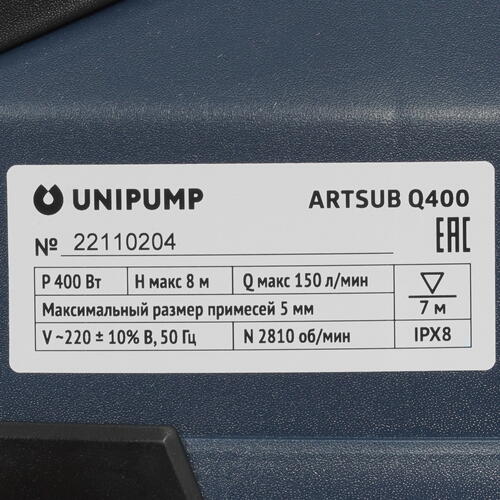 UNIPUMP ARTSUB Q400
№ 22110204 EAC
P 400 Вт H макс 8 м Q макс 150 л/мин
Максимальный размер примесей 5 мм 7 м
V ~220 ± 10% В, 50 Гц N 2810 об/мин IPX8